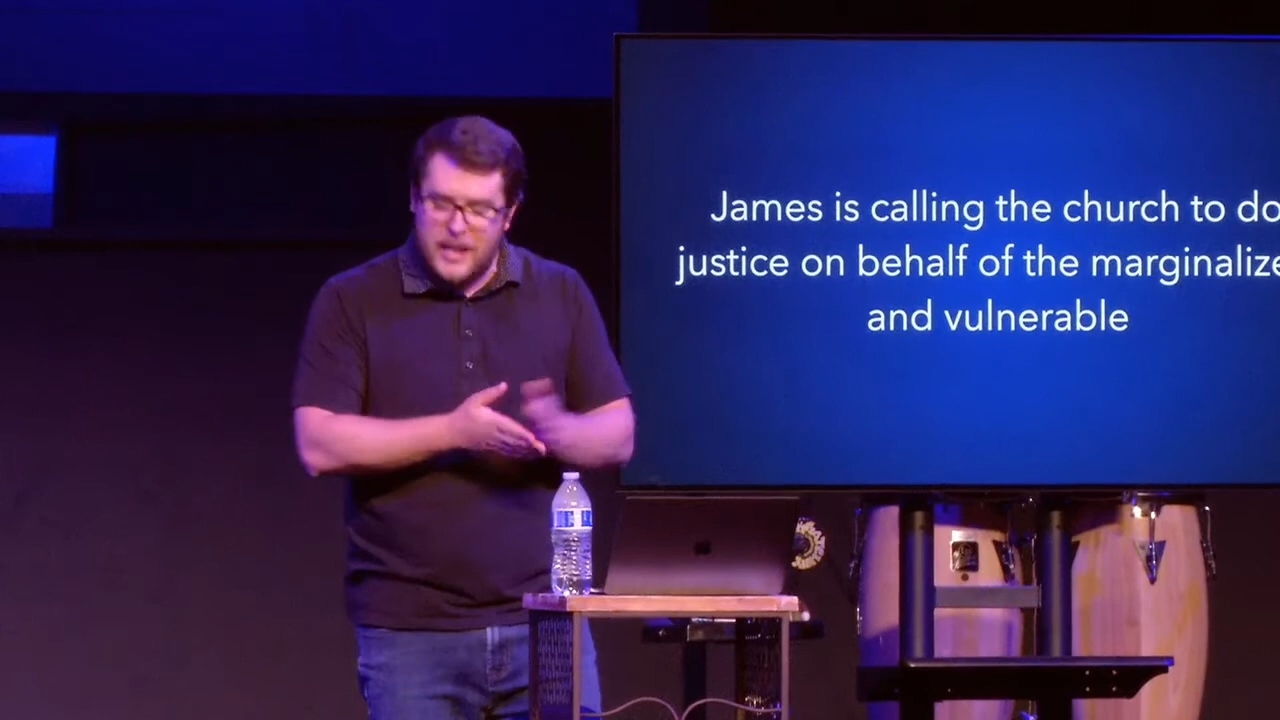 James is calling the church to do
justice on behalf of the marginalize
and vulnerable